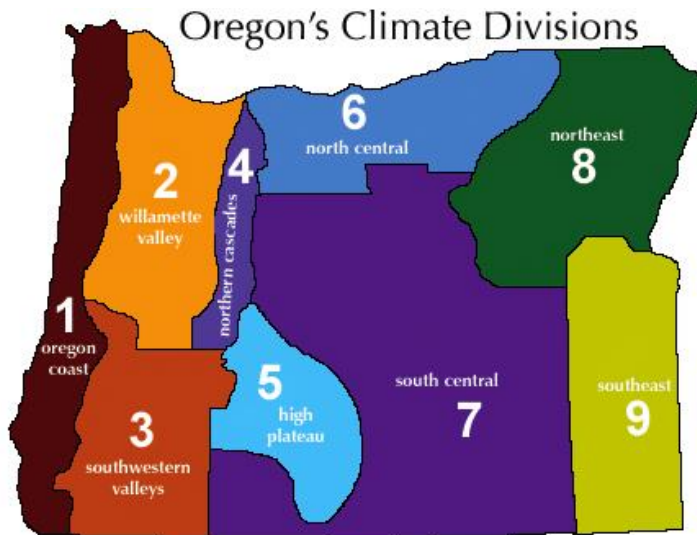 Oregon's Climate Divisions
1
oregon
coast
2
willamette
valley
3
southwestern
valleys
4
northern cascades
5
high
plateau
6
north central
south central
7
northeast
8
southeast
9